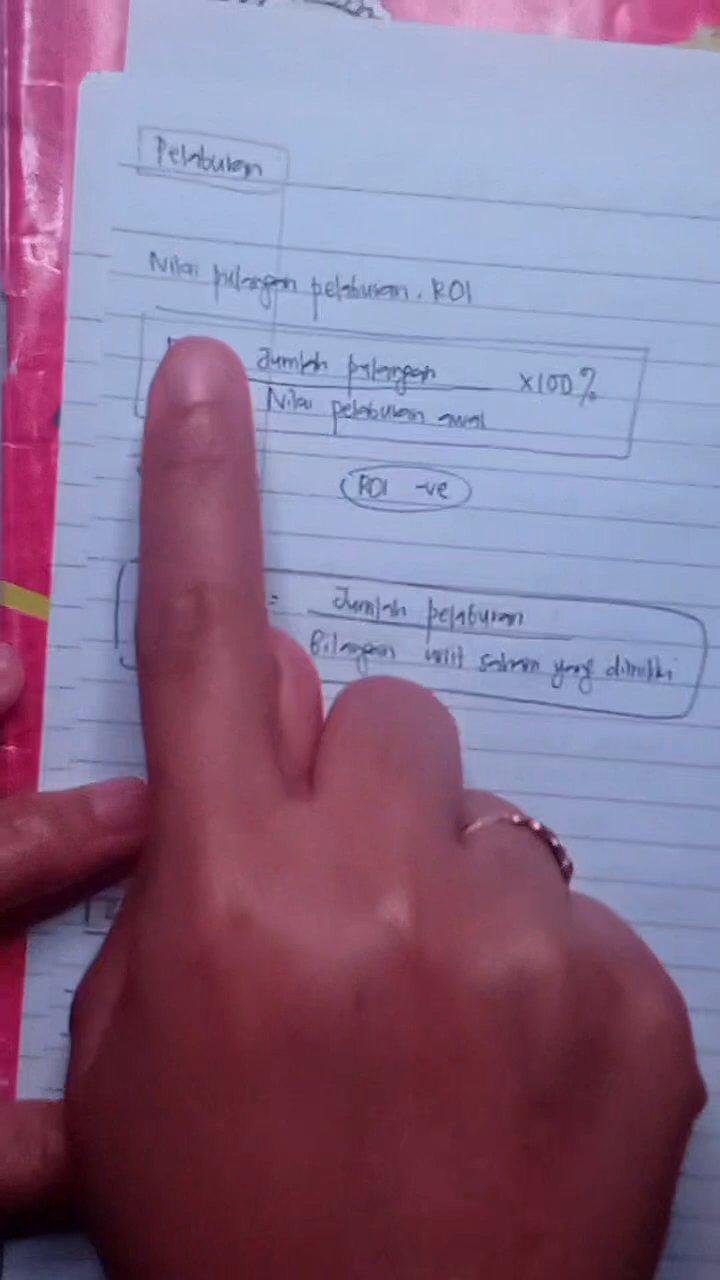 Pelaburan
Nilai pulangan pelaburan. ROI
Jumlah pulangan
x100%
Nilai pelaburan awal
ROI -ve
= Jumlah pelaburan
Bilangan unit saham yang dimiliki